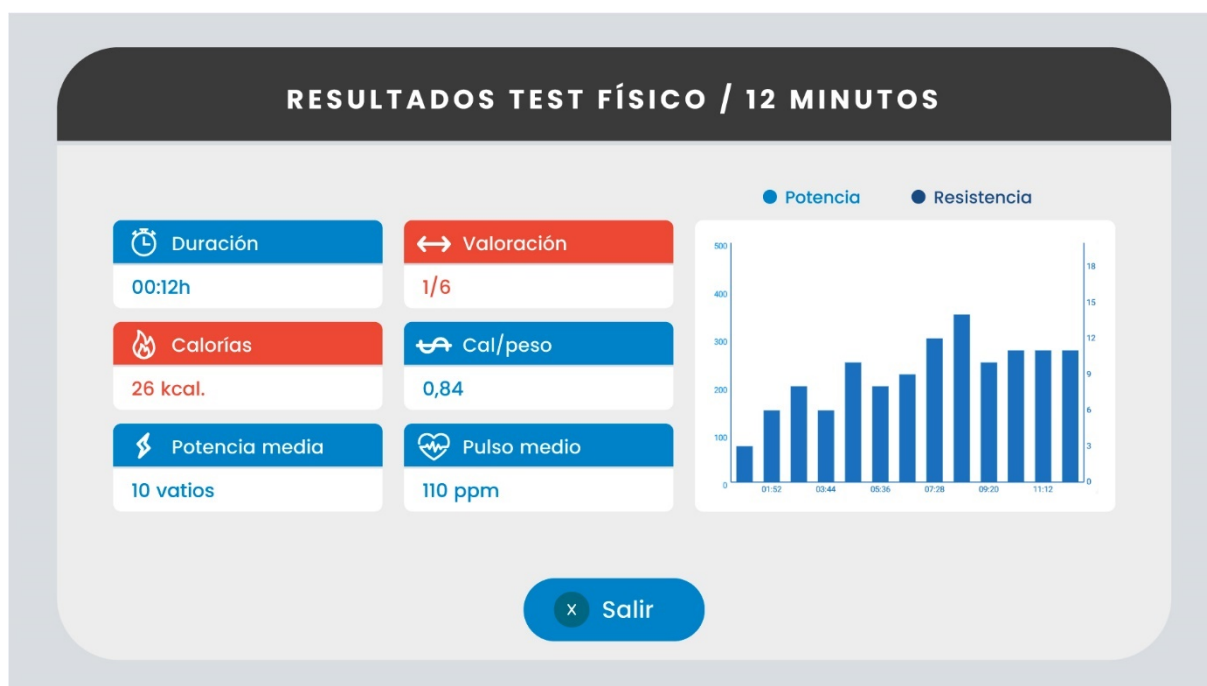 RESULTADOS TEST FÍSICO / 12 MINUTOS
Potencia
Resistencia
Duración
00:12h
Valoración
1/6
Calorías
26 kcal.
Cal/peso
0,84
Potencia media
10 vatios
Pulso medio
110 ppm
500
400
300
200
100
0
18
15
12
9
6
3
0
01:52
03:44
05:36
07:28
09:20
11:12
X Salir